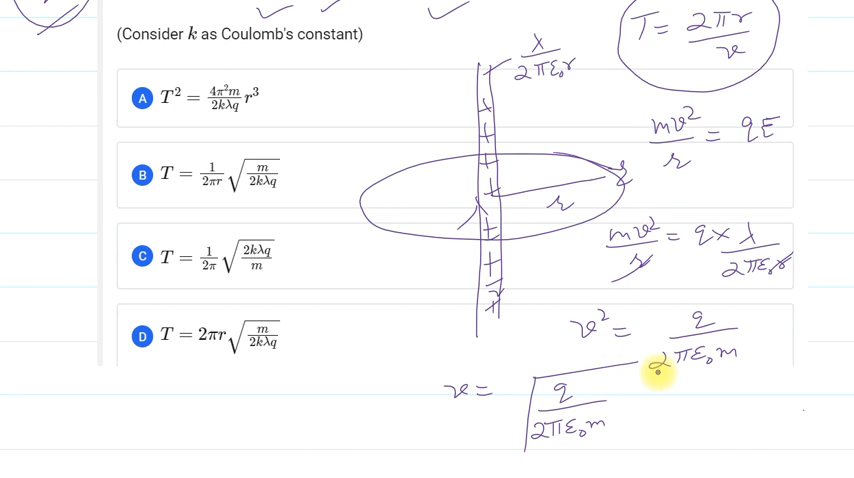 (Consider k as Coulomb's constant)
T = 2πr / v
λ / 2πε₀r
A T² = 4π²m / 2kλq r³
mv² / r = qE
B T = 1 / 2πr √(m / 2kλq)
r
C T = 1 / 2π √(2kλq / m)
mv² / r = q × λ / 2πε₀r
D T = 2πr √(m / 2kλq)
v² = q / 2πε₀m
v = √(q / 2πε₀m)